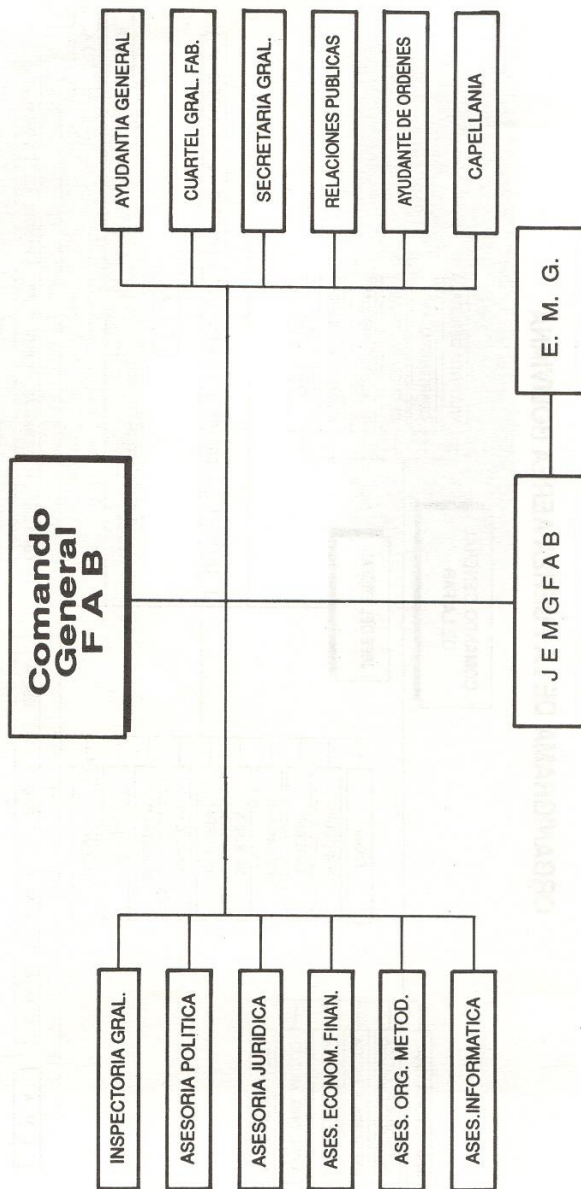 Comando
General
F A B
INSPECTORIA GRAL.
ASESORIA POLITICA
ASESORIA JURIDICA
ASES. ECONOM. FINAN.
ASES. ORG. METOD.
ASES.INFORMATICA
AYUDANTIA GENERAL
CUARTEL GRAL. FAB.
SECRETARIA GRAL.
RELACIONES PUBLICAS
AYUDANTE DE ORDENES
CAPELLANIA
J E M G F A B
E. M. G.